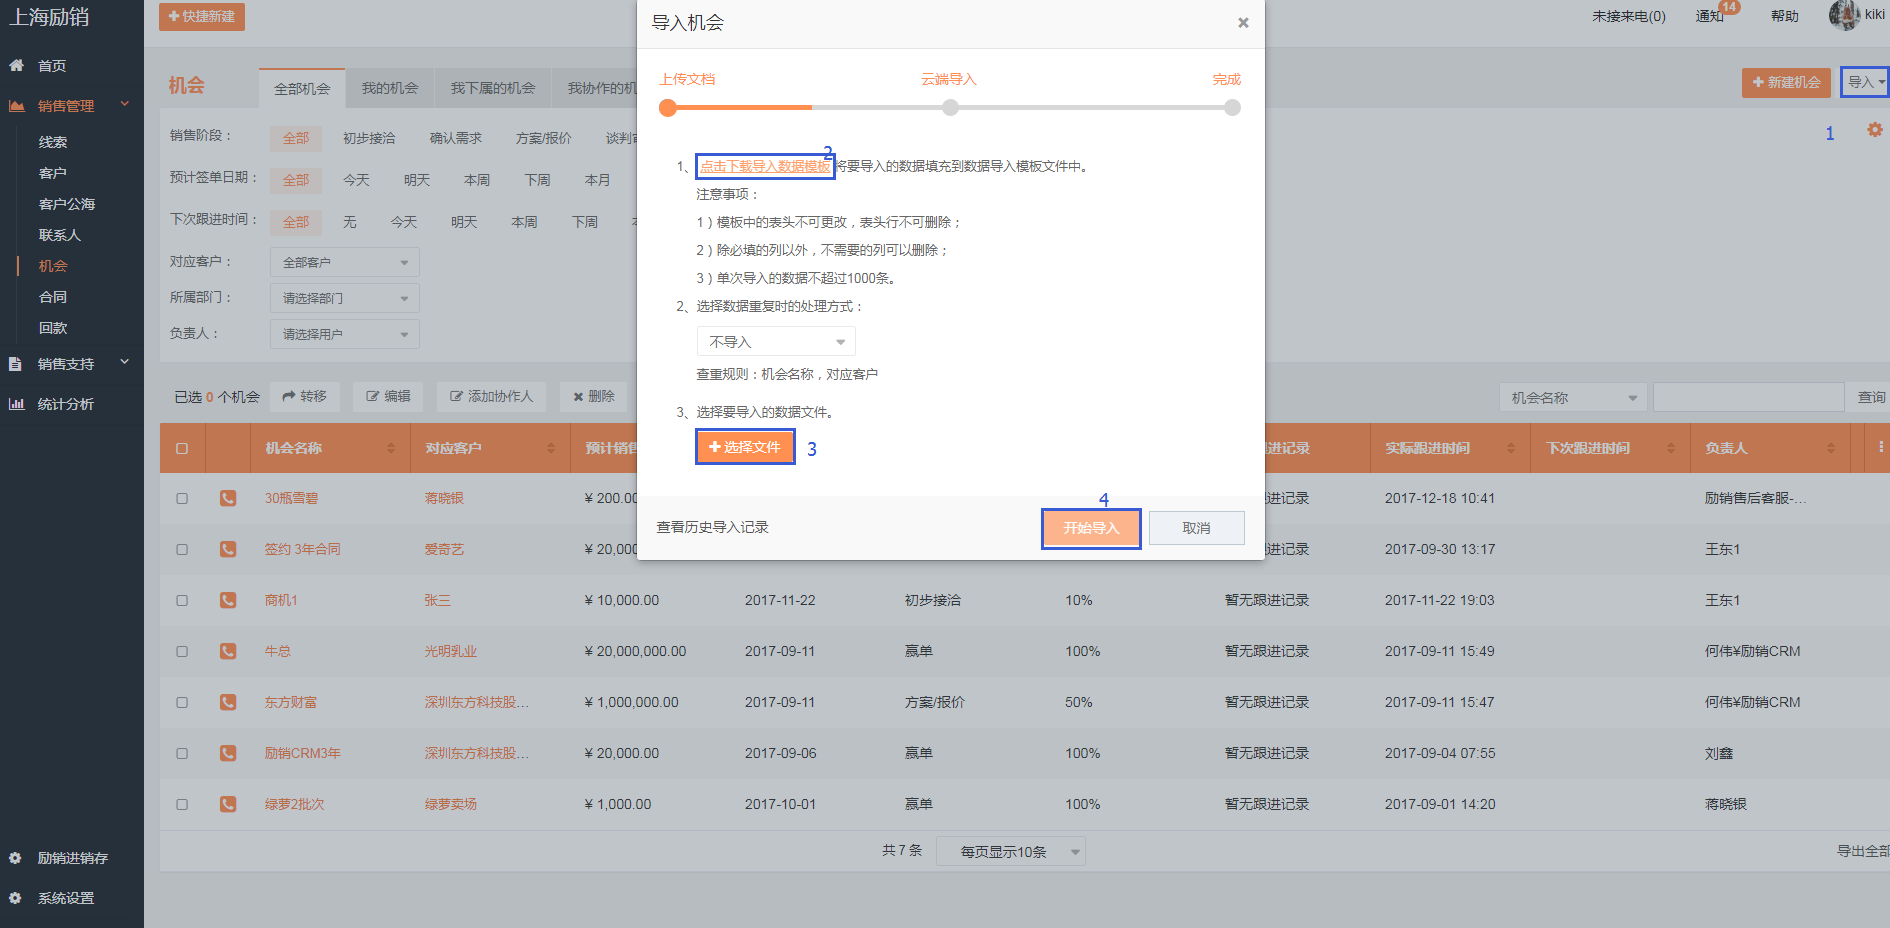 上海励销
快捷新建
未接来电(0)
通知
14
帮助
kiki
首页
销售管理
线索
客户
客户公海
联系人
机会
合同
回款
销售支持
统计分析
励销进销存
系统设置
机会
全部机会
我的机会
我下属的机会
我协作的机
新建机会
导入
1
销售阶段：
全部
初步接洽
确认需求
方案/报价
谈判
预计签单日期：
全部
今天
明天
本周
下周
本月
下次跟进时间：
全部
无
今天
明天
本周
下周
对应客户：
全部客户
所属部门：
请选择部门
负责人：
请选择用户
已选 0 个机会
转移
编辑
添加协作人
删除
机会名称
查询
导入机会
×
上传文档
云端导入
完成
2
1、点击下载导入数据模板将要导入的数据填充到数据导入模板文件中。
注意事项：
1）模板中的表头不可更改，表头行不可删除；
2）除必填的列以外，不需要的列可以删除；
3）单次导入的数据不超过1000条。
2、选择数据重复时的处理方式：
不导入
查重规则：机会名称，对应客户
3、选择要导入的数据文件。
选择文件
3
查看历史导入记录
4
开始导入
取消
机会名称 对应客户 预计销售 跟进记录 实际跟进时间 下次跟进时间 负责人
30瓶雪碧 蒋晓银 ¥ 200.00 无跟进记录 2017-12-18 10:41 励销售后客服-...
签约 3年合同 爱奇艺 ¥ 20,000 无跟进记录 2017-09-30 13:17 王东1
商机1 张三 ¥ 10,000.00 2017-11-22 初步接洽 10% 暂无跟进记录 2017-11-22 19:03 王东1
牛总 光明乳业 ¥ 20,000,000.00 2017-09-11 赢单 100% 暂无跟进记录 2017-09-11 15:49 何伟¥励销CRM
东方财富 深圳东方科技股... ¥ 1,000,000.00 2017-09-11 方案/报价 50% 暂无跟进记录 2017-09-11 15:47 何伟¥励销CRM
励销CRM3年 深圳东方科技股... ¥ 20,000.00 2017-09-06 赢单 100% 暂无跟进记录 2017-09-04 07:55 刘鑫
绿萝2批次 绿萝卖场 ¥ 1,000.00 2017-10-01 赢单 100% 暂无跟进记录 2017-09-01 14:20 蒋晓银
共 7 条
每页显示10条
导出全部